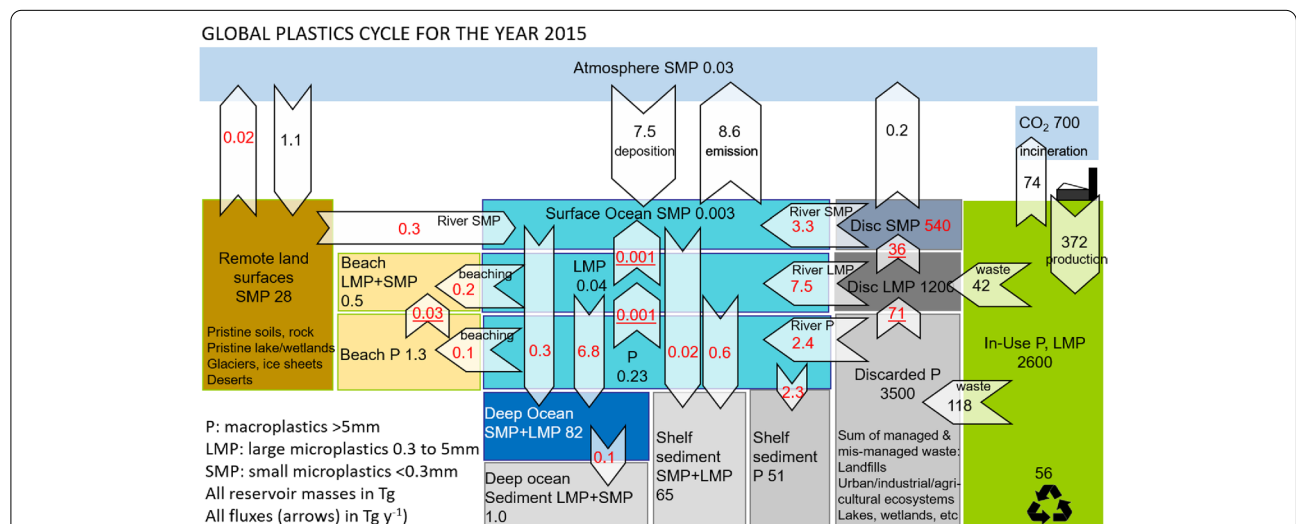 GLOBAL PLASTICS CYCLE FOR THE YEAR 2015
Atmosphere SMP 0.03
0.02
1.1
7.5
deposition
8.6
emission
0.2
CO2 700
incineration
74
372
production
Remote land
surfaces
SMP 28
Pristine soils, rock
Pristine lake/wetlands
Glaciers, ice sheets
Deserts
River SMP
0.3
Surface Ocean SMP 0.003
River SMP
3.3
Disc SMP 540
36
Beach
LMP+SMP
0.5
beaching
0.2
LMP
0.04
0.001
River LMP
7.5
Disc LMP 1200
waste
42
0.03
Beach P 1.3
beaching
0.1
0.3
6.8
0.001
P
0.23
0.02
0.6
River P
2.4
2.3
71
Discarded P
3500
waste
118
In-Use P, LMP
2600
56
Deep Ocean
SMP+LMP 82
0.1
Deep ocean
Sediment LMP+SMP
1.0
Shelf
sediment
SMP+LMP
65
Shelf
sediment
P 51
Sum of managed &
mis-managed waste:
Landfills
Urban/industrial/agri-
cultural ecosystems
Lakes, wetlands, etc
P: macroplastics >5mm
LMP: large microplastics 0.3 to 5mm
SMP: small microplastics <0.3mm
All reservoir masses in Tg
All fluxes (arrows) in Tg y⁻¹)